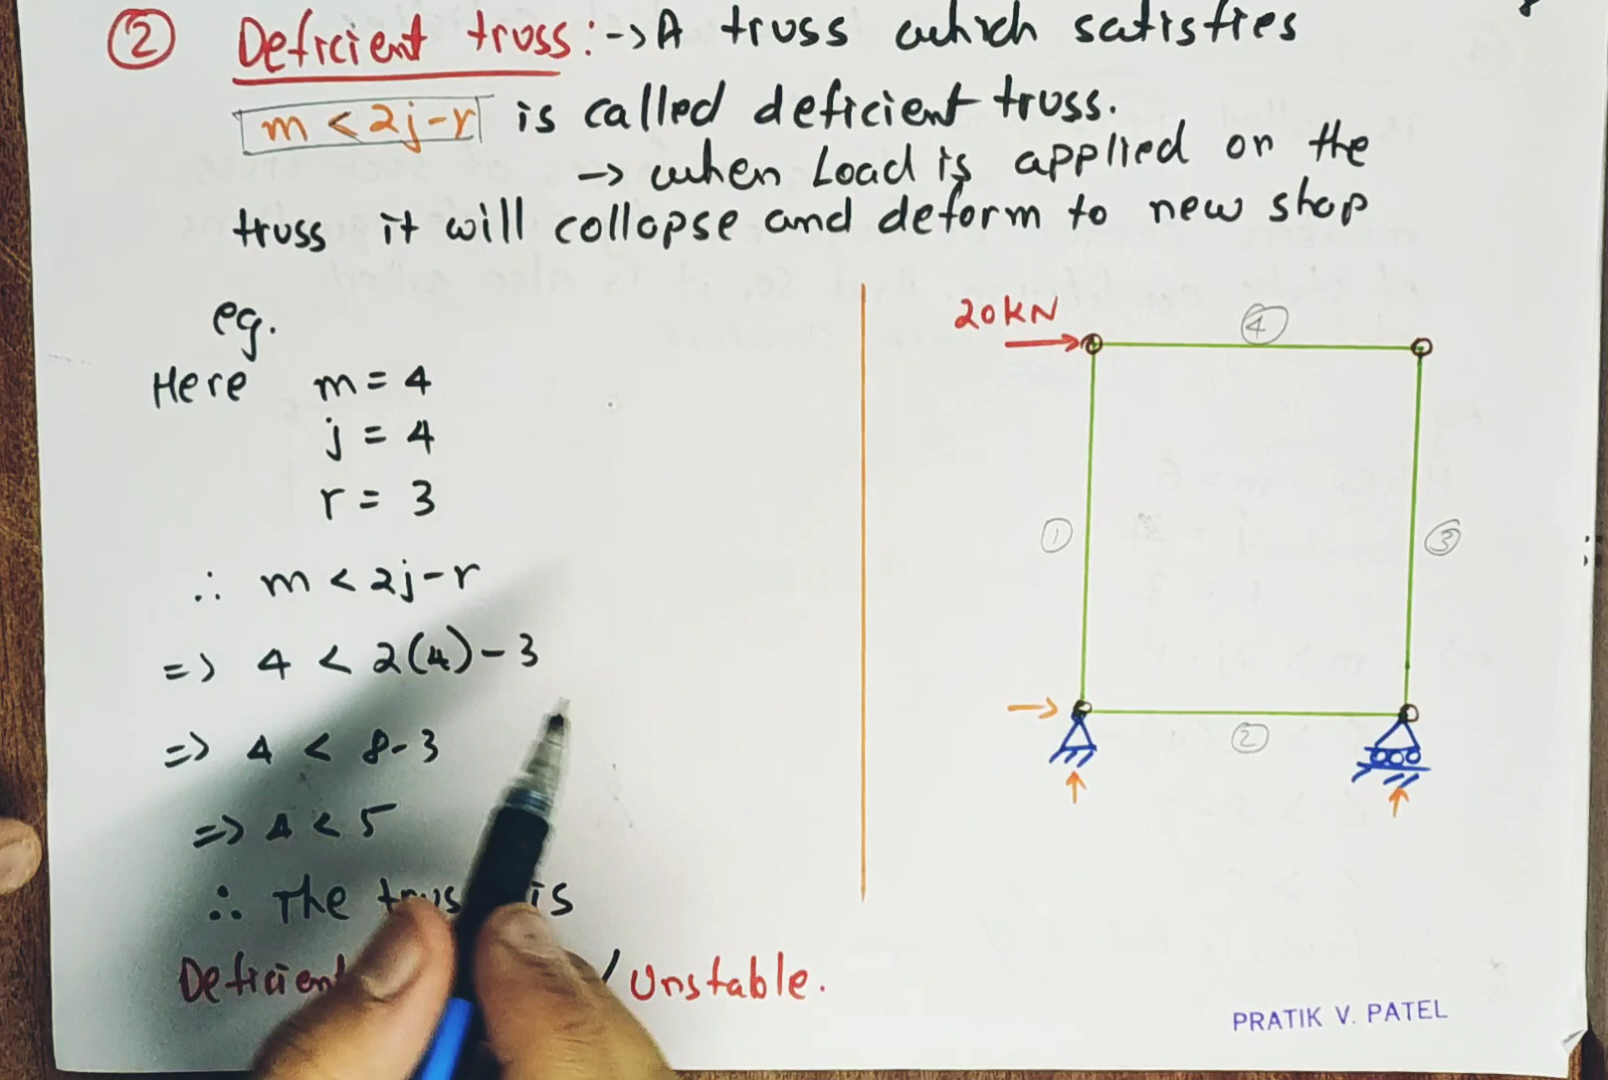 ② Deficient truss:→ A truss which satisfies
m < 2j-r is called deficient truss.
→ when Load is applied on the
truss it will collopse and deform to new shap
eg.
Here m = 4
j = 4
r = 3
∴ m < 2j-r
=> 4 < 2(4)-3
=> 4 < 8-3
=> 4 < 5
∴ The is
/ Unstable.
20KN
④
①
③
②
PRATIK V. PATEL